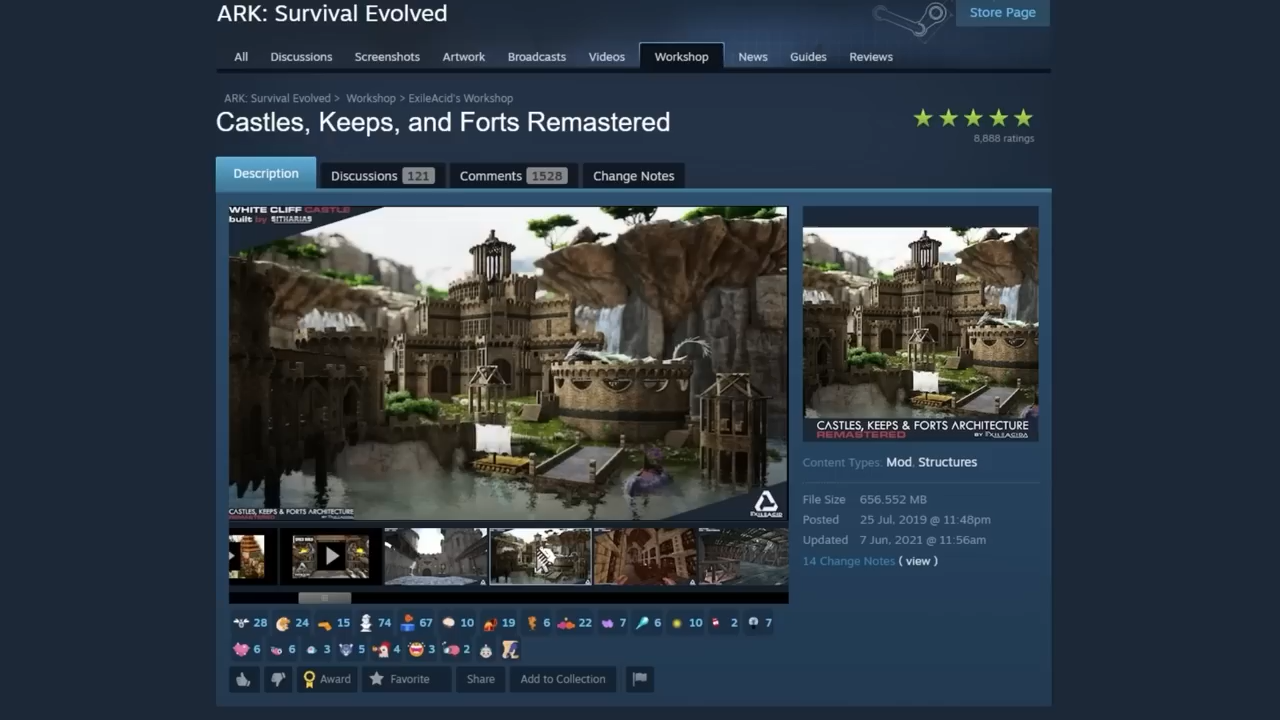 ARK: Survival Evolved
Store Page
All Discussions Screenshots Artwork Broadcasts Videos Workshop News Guides Reviews
ARK: Survival Evolved > Workshop > ExileAcid's Workshop
Castles, Keeps, and Forts Remastered
8,888 ratings
Description Discussions 121 Comments 1528 Change Notes
WHITE CLIFF CASTLE
built by SITHARIAS
CASTLES, KEEPS & FORTS ARCHITECTURE
REMASTERED
EXILEACID
CASTLES, KEEPS & FORTS ARCHITECTURE
REMASTERED BY EXILEACID
Content Types: Mod, Structures
File Size 656.552 MB
Posted 25 Jul, 2019 @ 11:48pm
Updated 7 Jun, 2021 @ 11:56am
14 Change Notes ( view )
28 24 15 74 67 10 19 6 22 7 6 10 2 7
6 6 3 5 4 3 2
Award Favorite Share Add to Collection